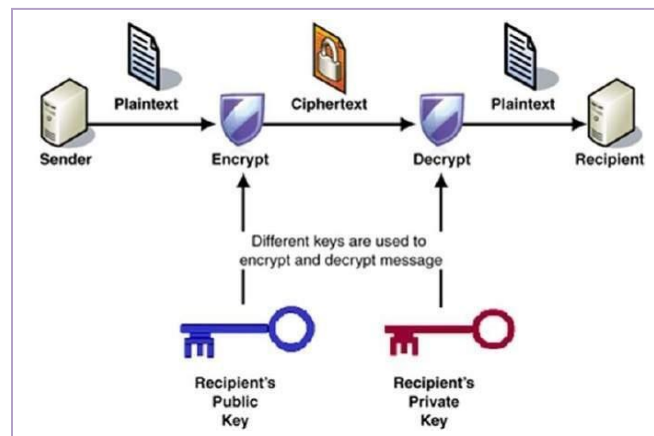 Plaintext
Ciphertext
Plaintext
Sender
Encrypt
Decrypt
Recipient
Different keys are used to
encrypt and decrypt message
Recipient's
Public
Key
Recipient's
Private
Key